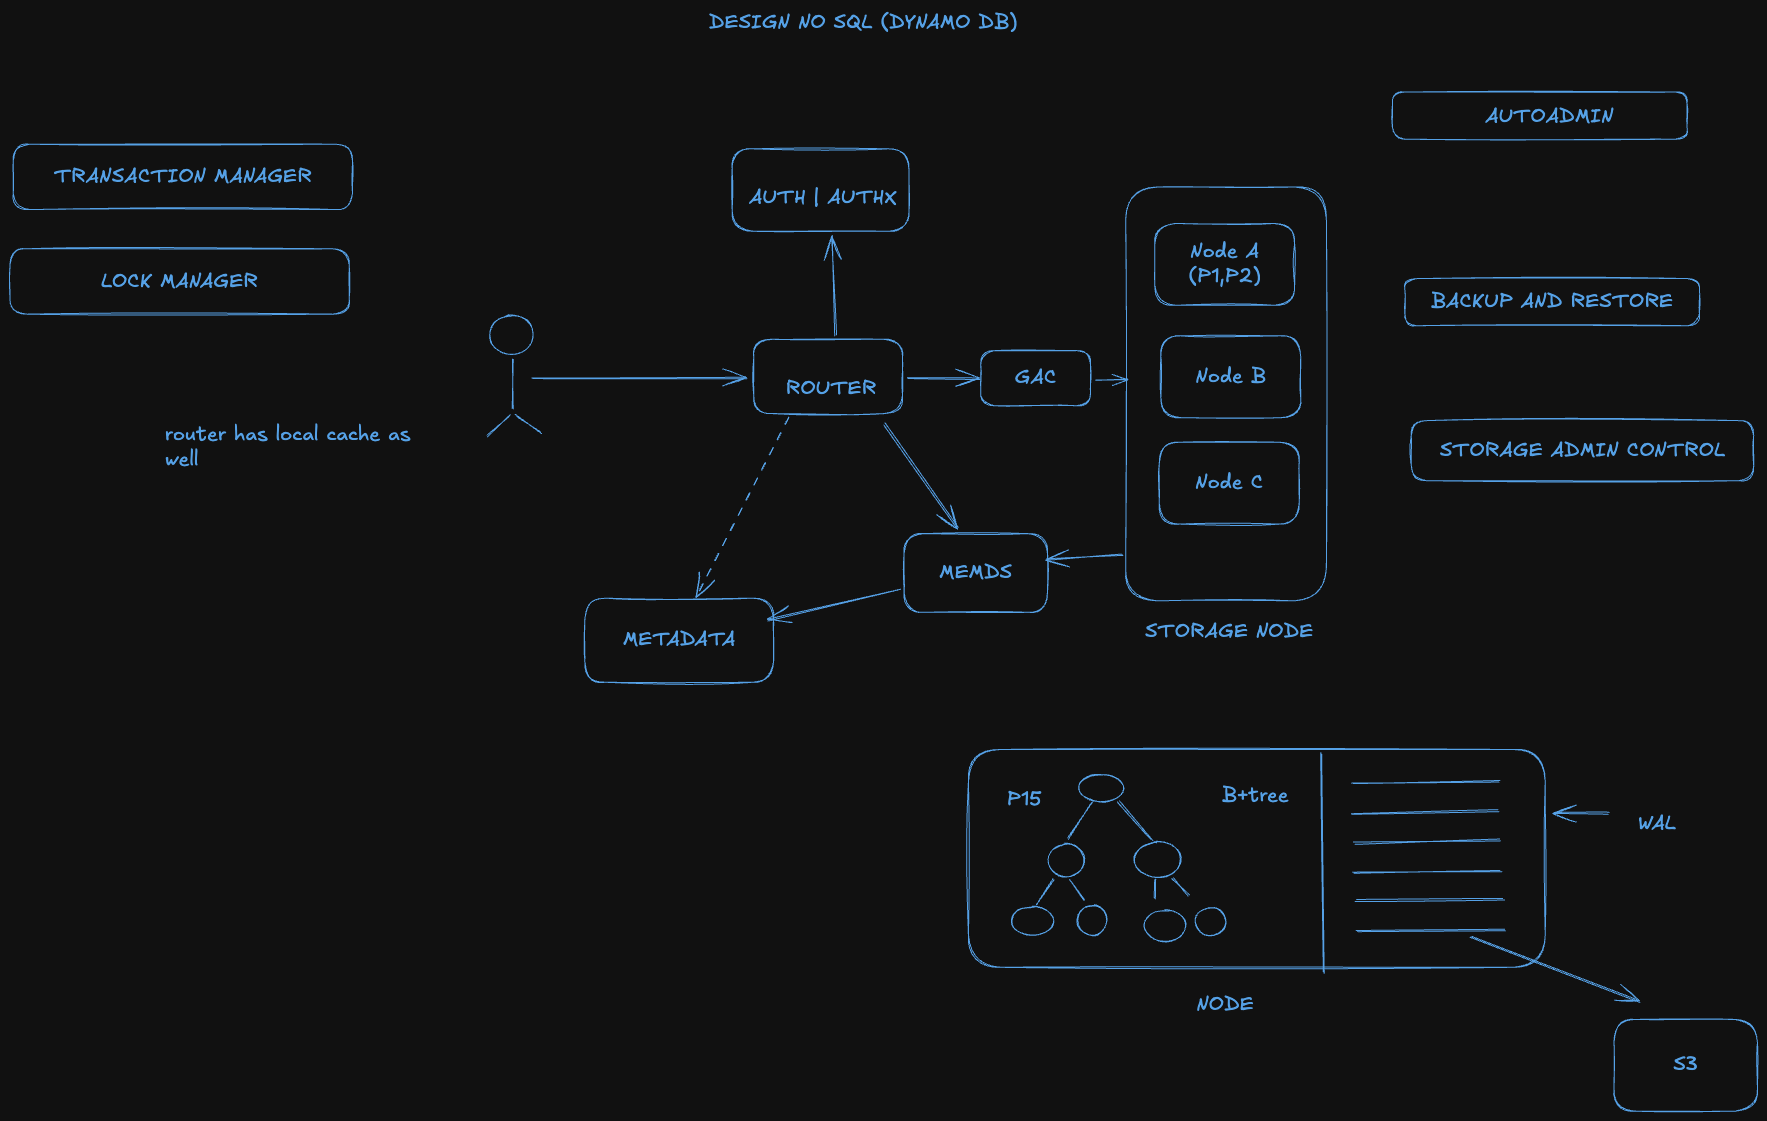 DESIGN NO SQL (DYNAMO DB)
AUTOADMIN
TRANSACTION MANAGER
AUTH | AUTHX
LOCK MANAGER
Node A
(P1,P2)
BACKUP AND RESTORE
ROUTER
GAC
Node B
router has local cache as
well
STORAGE ADMIN CONTROL
Node C
MEMDS
METADATA
STORAGE NODE
P15
B+tree
WAL
NODE
S3